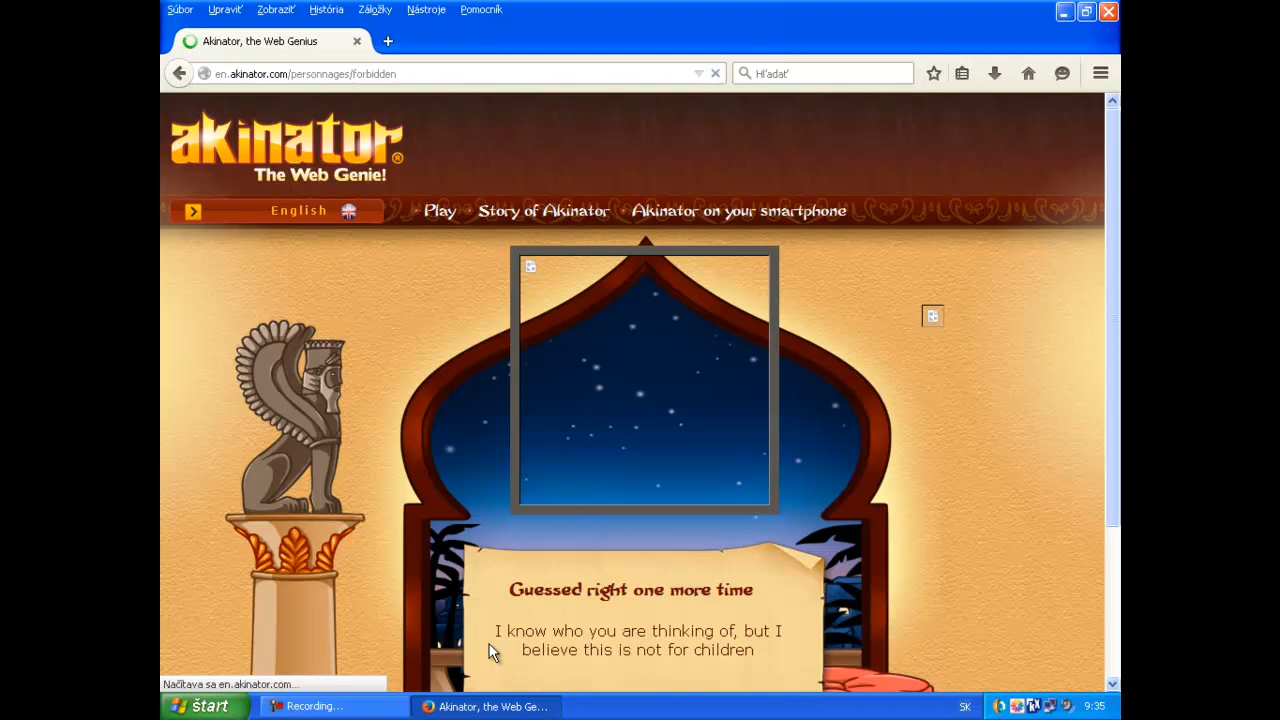 Súbor Upraviť Zobraziť História Záložky Nástroje Pomocník
Akinator, the Web Genius
en.akinator.com/personnages/forbidden
Hľadať
akinator®
The Web Genie!
English
Play
Story of Akinator
Akinator on your smartphone
Guessed right one more time
I know who you are thinking of, but I
believe this is not for children
Načítava sa en.akinator.com...
štart
Recording...
Akinator, the Web Ge...
SK
9:35